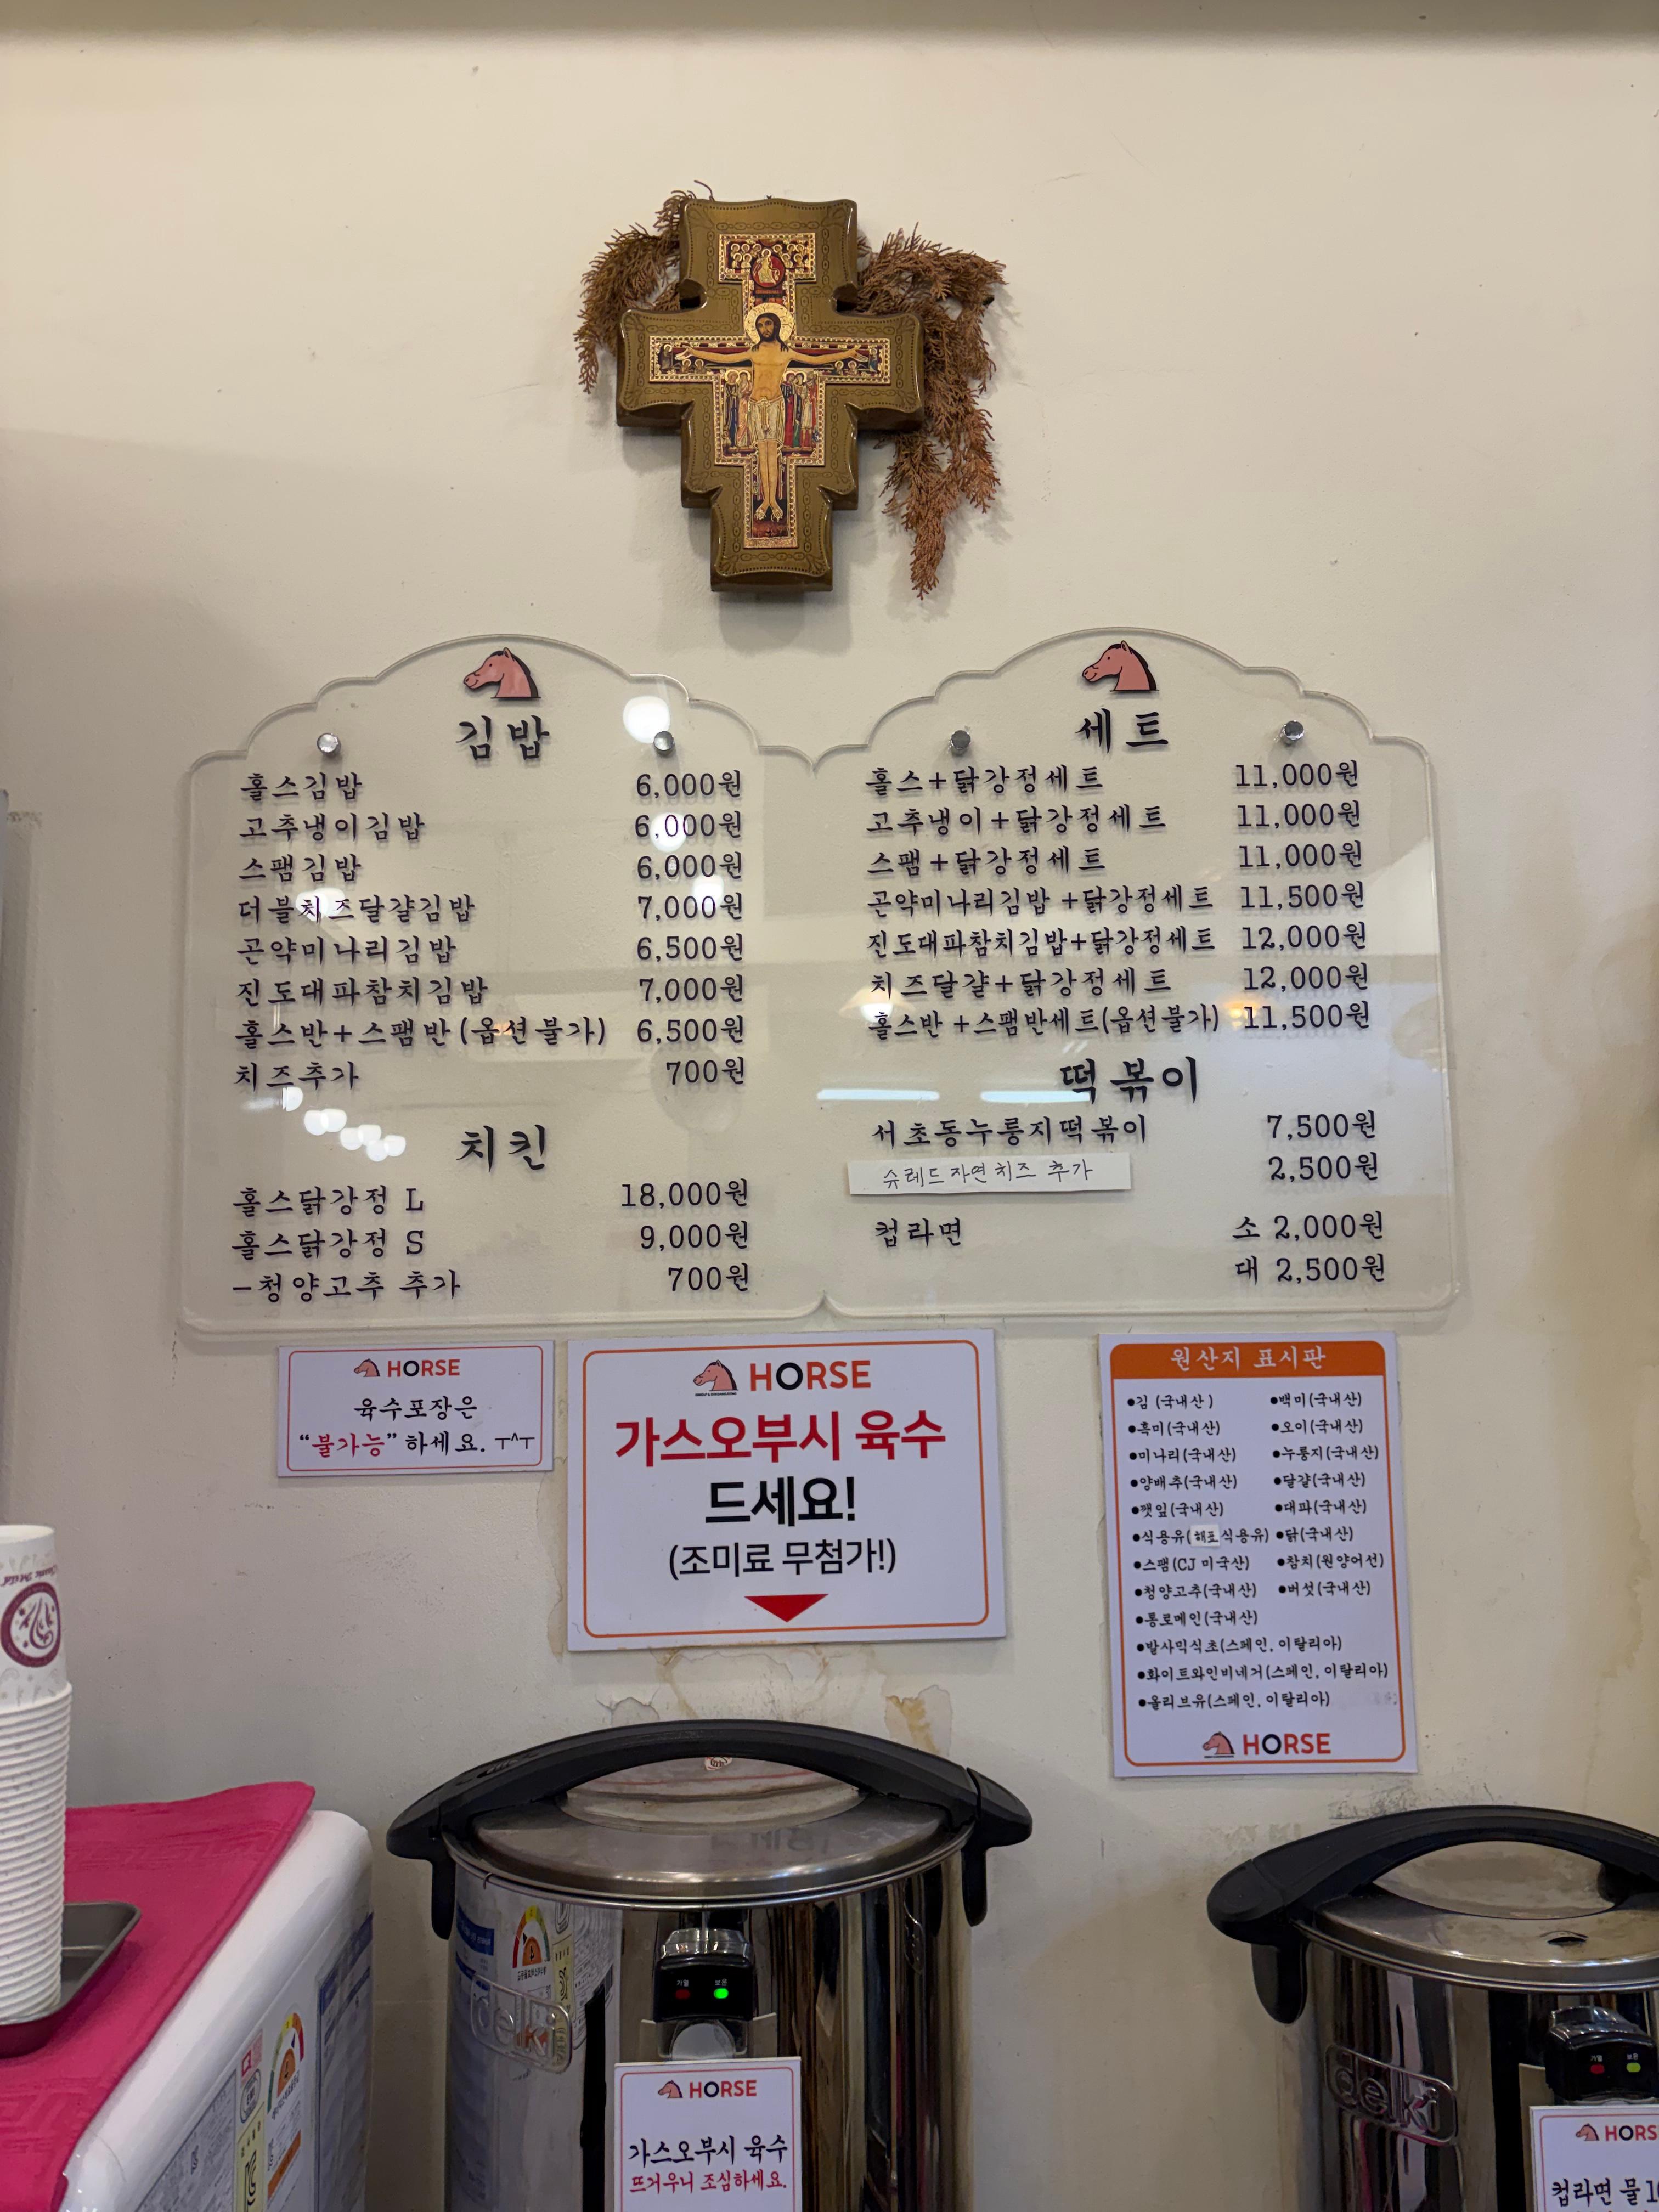 김밥
홀스김밥 6,000원
고추냉이김밥 6,000원
스팸김밥 6,000원
더블치즈달걀김밥 7,000원
곤약미나리김밥 6,500원
진도대파참치김밥 7,000원
홀스반+스팸반(옵션불가) 6,500원
치즈추가 700원
치킨
홀스닭강정 L 18,000원
홀스닭강정 S 9,000원
-청양고추 추가 700원
세트
홀스+닭강정세트 11,000원
고추냉이+닭강정세트 11,000원
스팸+닭강정세트 11,000원
곤약미나리김밥+닭강정세트 11,500원
진도대파참치김밥+닭강정세트 12,000원
치즈달걀+닭강정세트 12,000원
홀스반+스팸반세트(옵션불가) 11,500원
떡볶이
서초동누룽지떡볶이 7,500원
슈레드자연치즈 추가 2,500원
컵라면 소 2,000원
대 2,500원
HORSE
육수포장은
"불가능"하세요. ㅜ^ㅜ
HORSE
가스오부시 육수
드세요!
(조미료 무첨가!)
원산지 표시판
•김 (국내산) •백미(국내산)
•흑미(국내산) •오이(국내산)
•미나리(국내산) •누룽지(국내산)
•양배추(국내산) •달걀(국내산)
•깻잎(국내산) •대파(국내산)
•식용유(해표식용유) •닭(국내산)
•스팸(CJ 미국산) •참치(원양어선)
•청양고추(국내산) •버섯(국내산)
•통로메인(국내산)
•발사믹식초(스페인, 이탈리아)
•화이트와인비네거(스페인, 이탈리아)
•올리브유(스페인, 이탈리아)
HORSE
가열 보온
delki
HORSE
가스오부시 육수
뜨거우니 조심하세요.
가열 보온
delki
HORS
컵라면 물